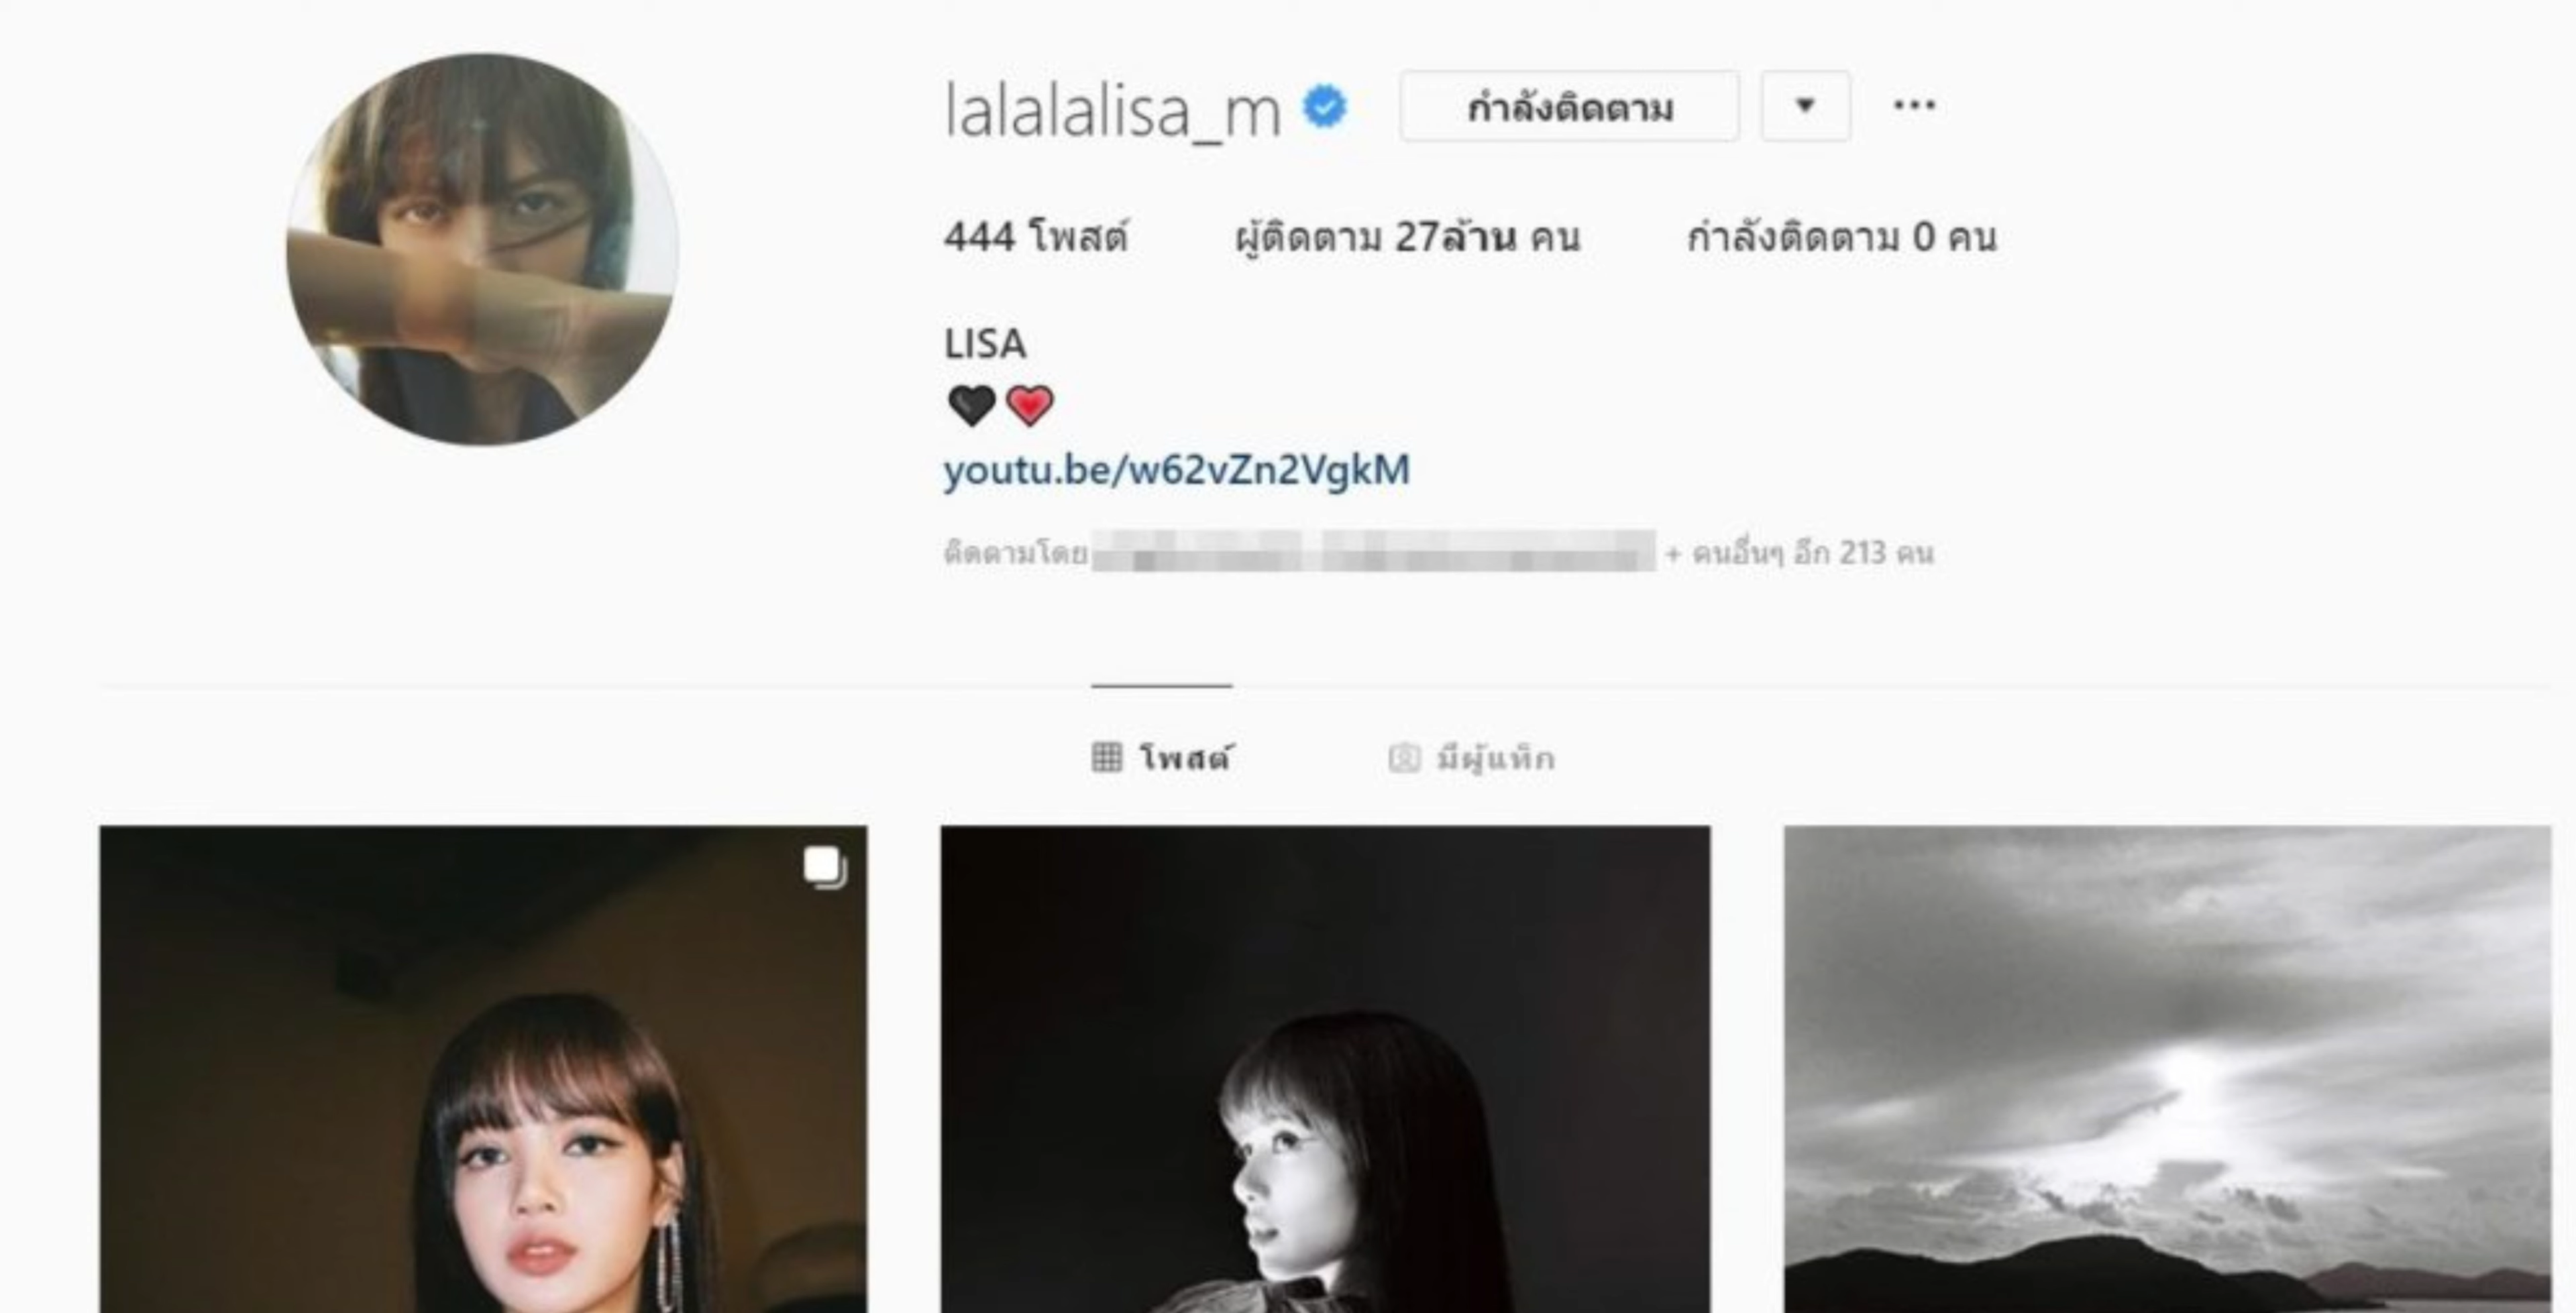 lalalalisa_m กำลังติดตาม
444 โพสต์ ผู้ติดตาม 27ล้าน คน กำลังติดตาม 0 คน
LISA
🖤❤️
youtu.be/w62vZn2VgkM
ติดตามโดย + คนอื่นๆ อีก 213 คน
โพสต์ มีผู้แท็ก